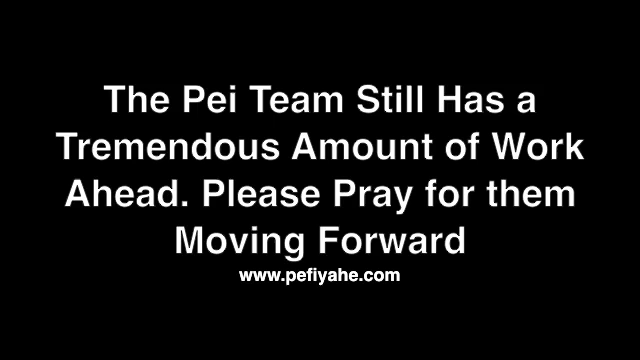 The Pei Team Still Has a
Tremendous Amount of Work
Ahead. Please Pray for them
Moving Forward
www.pefiyahe.com